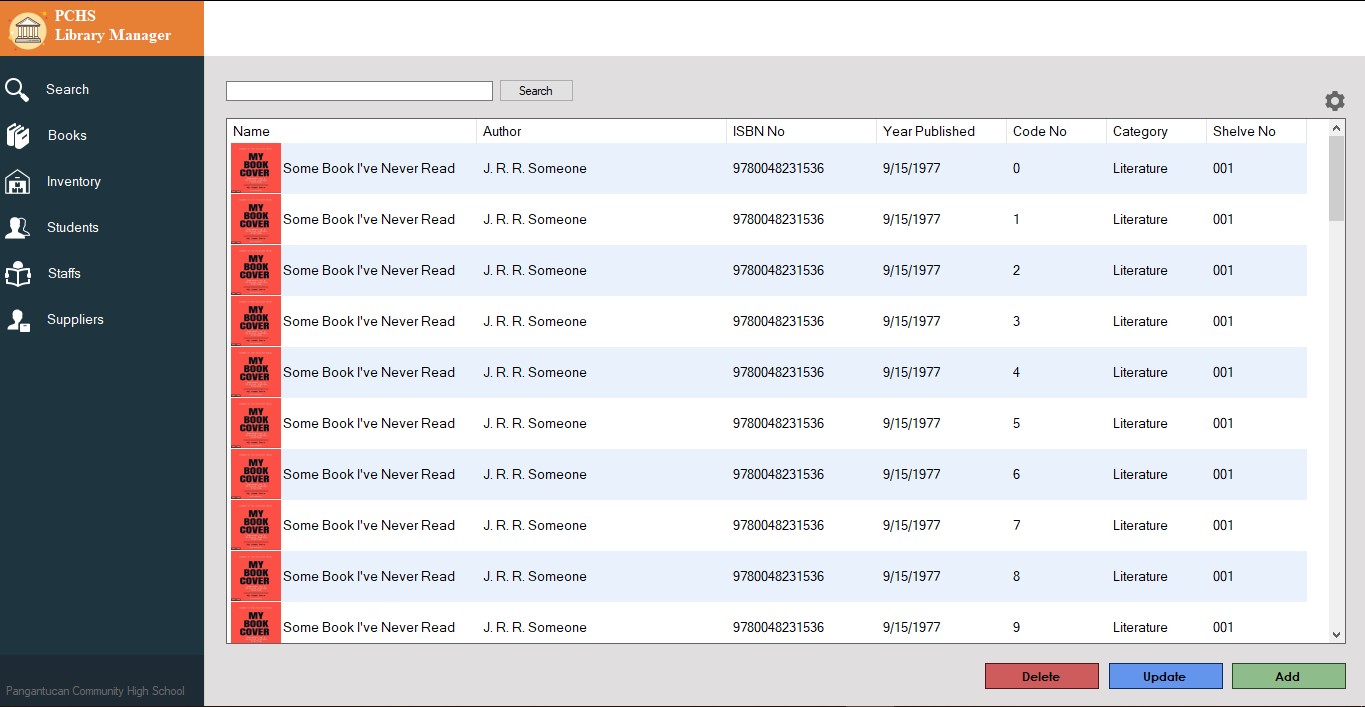 PCHS
Library Manager
Search
Books
Inventory
Students
Staffs
Suppliers
Pangantucan Community High School
Search
Name Author ISBN No Year Published Code No Category Shelve No
MY
BOOK
COVER
Some Book I've Never Read J. R. R. Someone 9780048231536 9/15/1977 0 Literature 001
MY
BOOK
COVER
Some Book I've Never Read J. R. R. Someone 9780048231536 9/15/1977 1 Literature 001
MY
BOOK
COVER
Some Book I've Never Read J. R. R. Someone 9780048231536 9/15/1977 2 Literature 001
MY
BOOK
COVER
Some Book I've Never Read J. R. R. Someone 9780048231536 9/15/1977 3 Literature 001
MY
BOOK
COVER
Some Book I've Never Read J. R. R. Someone 9780048231536 9/15/1977 4 Literature 001
MY
BOOK
COVER
Some Book I've Never Read J. R. R. Someone 9780048231536 9/15/1977 5 Literature 001
MY
BOOK
COVER
Some Book I've Never Read J. R. R. Someone 9780048231536 9/15/1977 6 Literature 001
MY
BOOK
COVER
Some Book I've Never Read J. R. R. Someone 9780048231536 9/15/1977 7 Literature 001
MY
BOOK
COVER
Some Book I've Never Read J. R. R. Someone 9780048231536 9/15/1977 8 Literature 001
MY
BOOK
COVER
Some Book I've Never Read J. R. R. Someone 9780048231536 9/15/1977 9 Literature 001
Delete Update Add